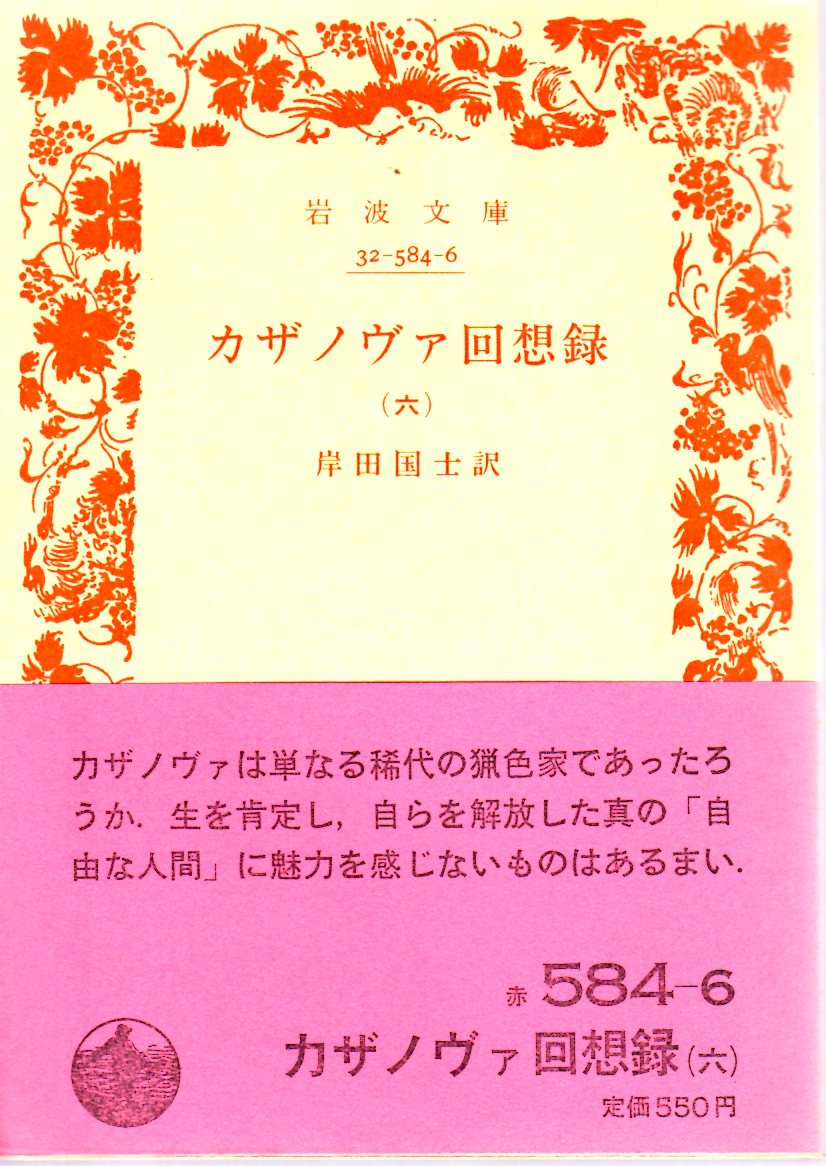 岩波文庫
32-584-6
カザノヴァ回想録
(六)
岸田国士訳
カザノヴァは単なる稀代の猟色家であったろ
うか．生を肯定し，自らを解放した真の「自
由な人間」に魅力を感じないものはあるまい．
赤 584-6
カザノヴァ回想録(六)
定価550円